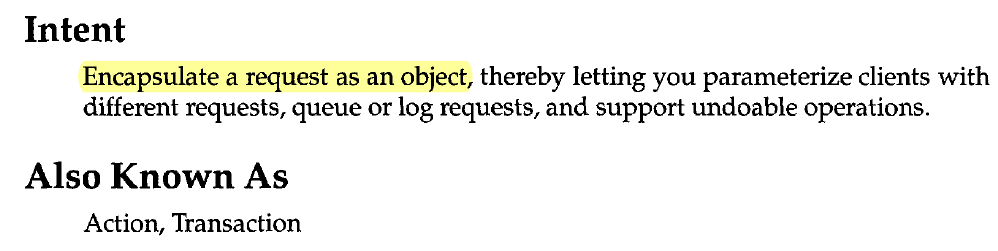 Intent
Encapsulate a request as an object, thereby letting you parameterize clients with
different requests, queue or log requests, and support undoable operations.
Also Known As
Action, Transaction